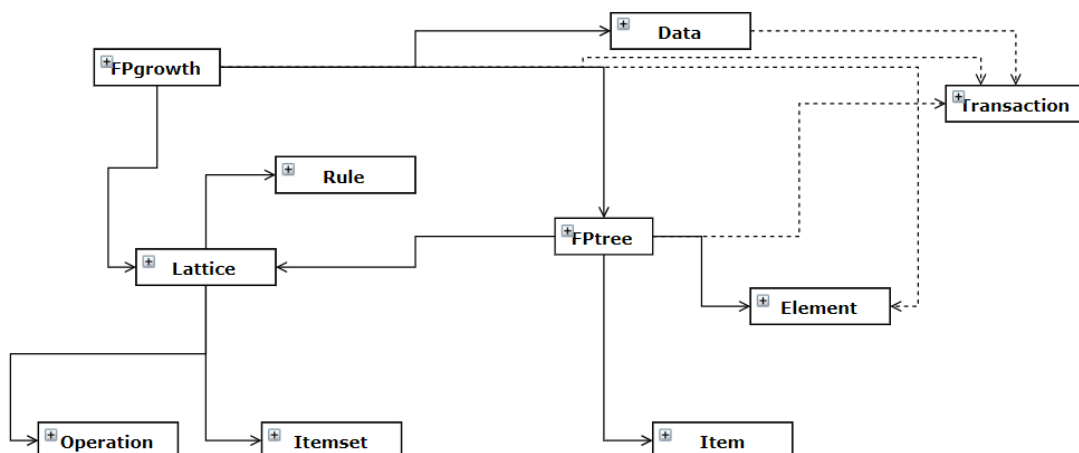 Data
FPgrowth
Transaction
Rule
FPtree
Lattice
Element
Operation
Itemset
Item